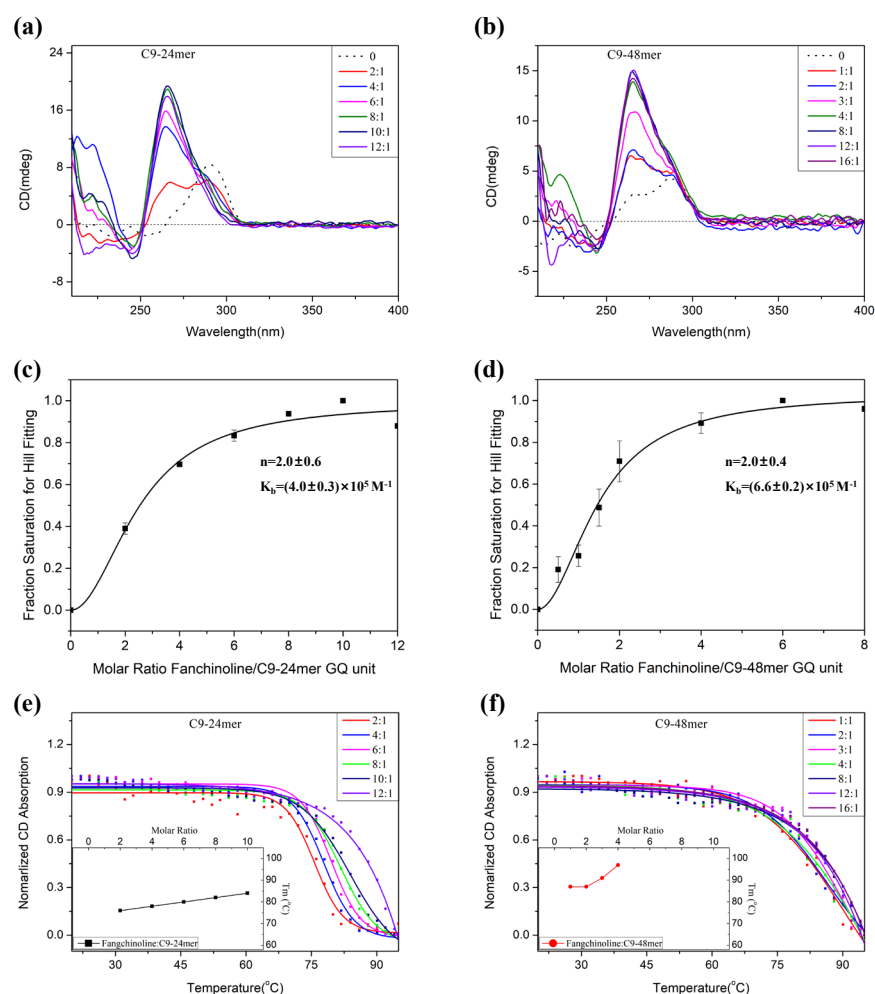 (a)
C9-24mer
0
2:1
4:1
6:1
8:1
10:1
12:1
24
16
8
0
-8
CD(mdeg)
250
300
350
400
Wavelength(nm)
(b)
C9-48mer
0
1:1
2:1
3:1
4:1
8:1
12:1
16:1
15
10
5
0
-5
CD(mdeg)
250
300
350
400
Wavelength(nm)
(c)
1.0
0.8
0.6
0.4
0.2
0.0
Fraction Saturation for Hill Fitting
n=2.0±0.6
Kb=(4.0±0.3)×10⁵ M⁻¹
0
2
4
6
8
10
12
Molar Ratio Fanchinoline/C9-24mer GQ unit
(d)
1.0
0.8
0.6
0.4
0.2
0.0
Fraction Saturation for Hill Fitting
n=2.0±0.4
Kb=(6.6±0.2)×10⁵ M⁻¹
0
2
4
6
8
Molar Ratio Fanchinoline/C9-48mer GQ unit
(e)
C9-24mer
2:1
4:1
6:1
8:1
10:1
12:1
1.2
0.9
0.6
0.3
0.0
Nomarlized CD Absorption
Molar Ratio
0 2 4 6 8 10
100
90
80
70
60
Tm (°C)
Fangchinoline:C9-24mer
30
45
60
75
90
Temperature(°C)
(f)
C9-48mer
1:1
2:1
3:1
4:1
8:1
12:1
16:1
1.2
0.9
0.6
0.3
0.0
Nomarlized CD Absorption
Molar Ratio
0 2 4 6 8 10
100
90
80
70
60
Tm (°C)
Fangchinoline:C9-48mer
30
45
60
75
90
Temperature(°C)